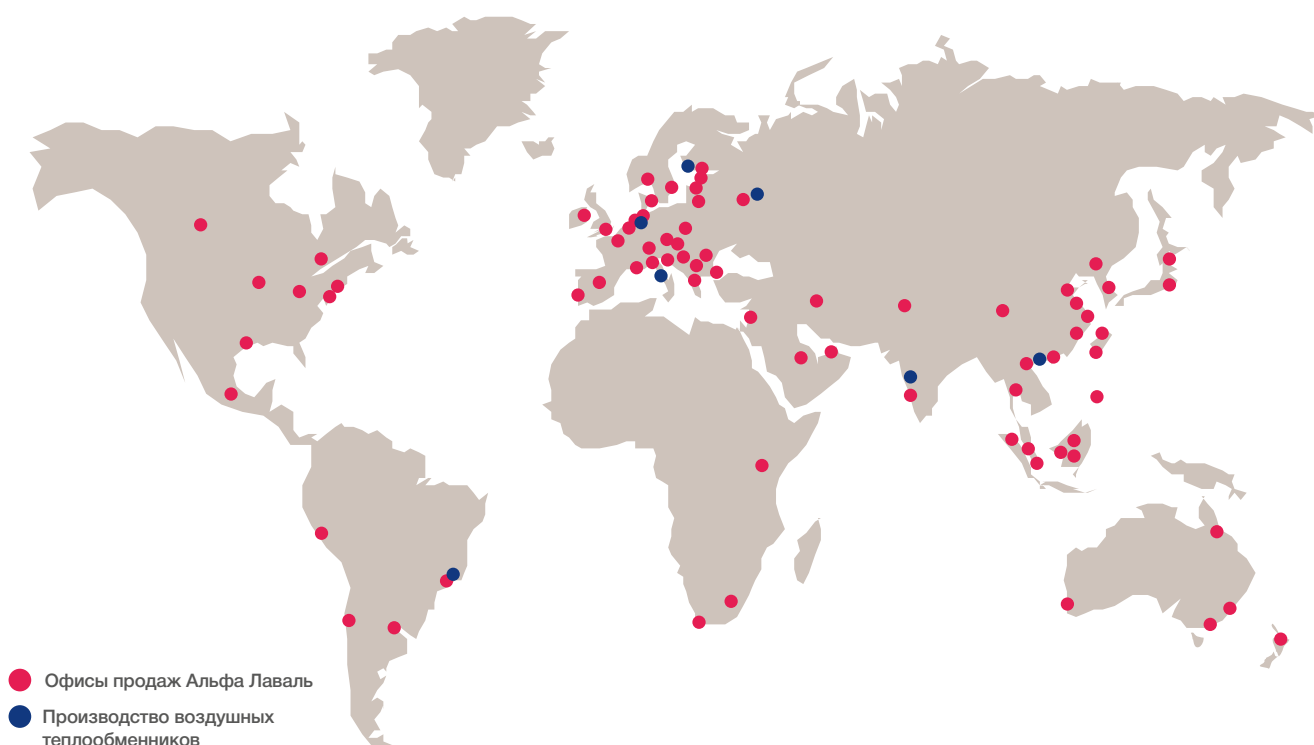 Офисы продаж Альфа Лаваль
Производство воздушных
теплообменников